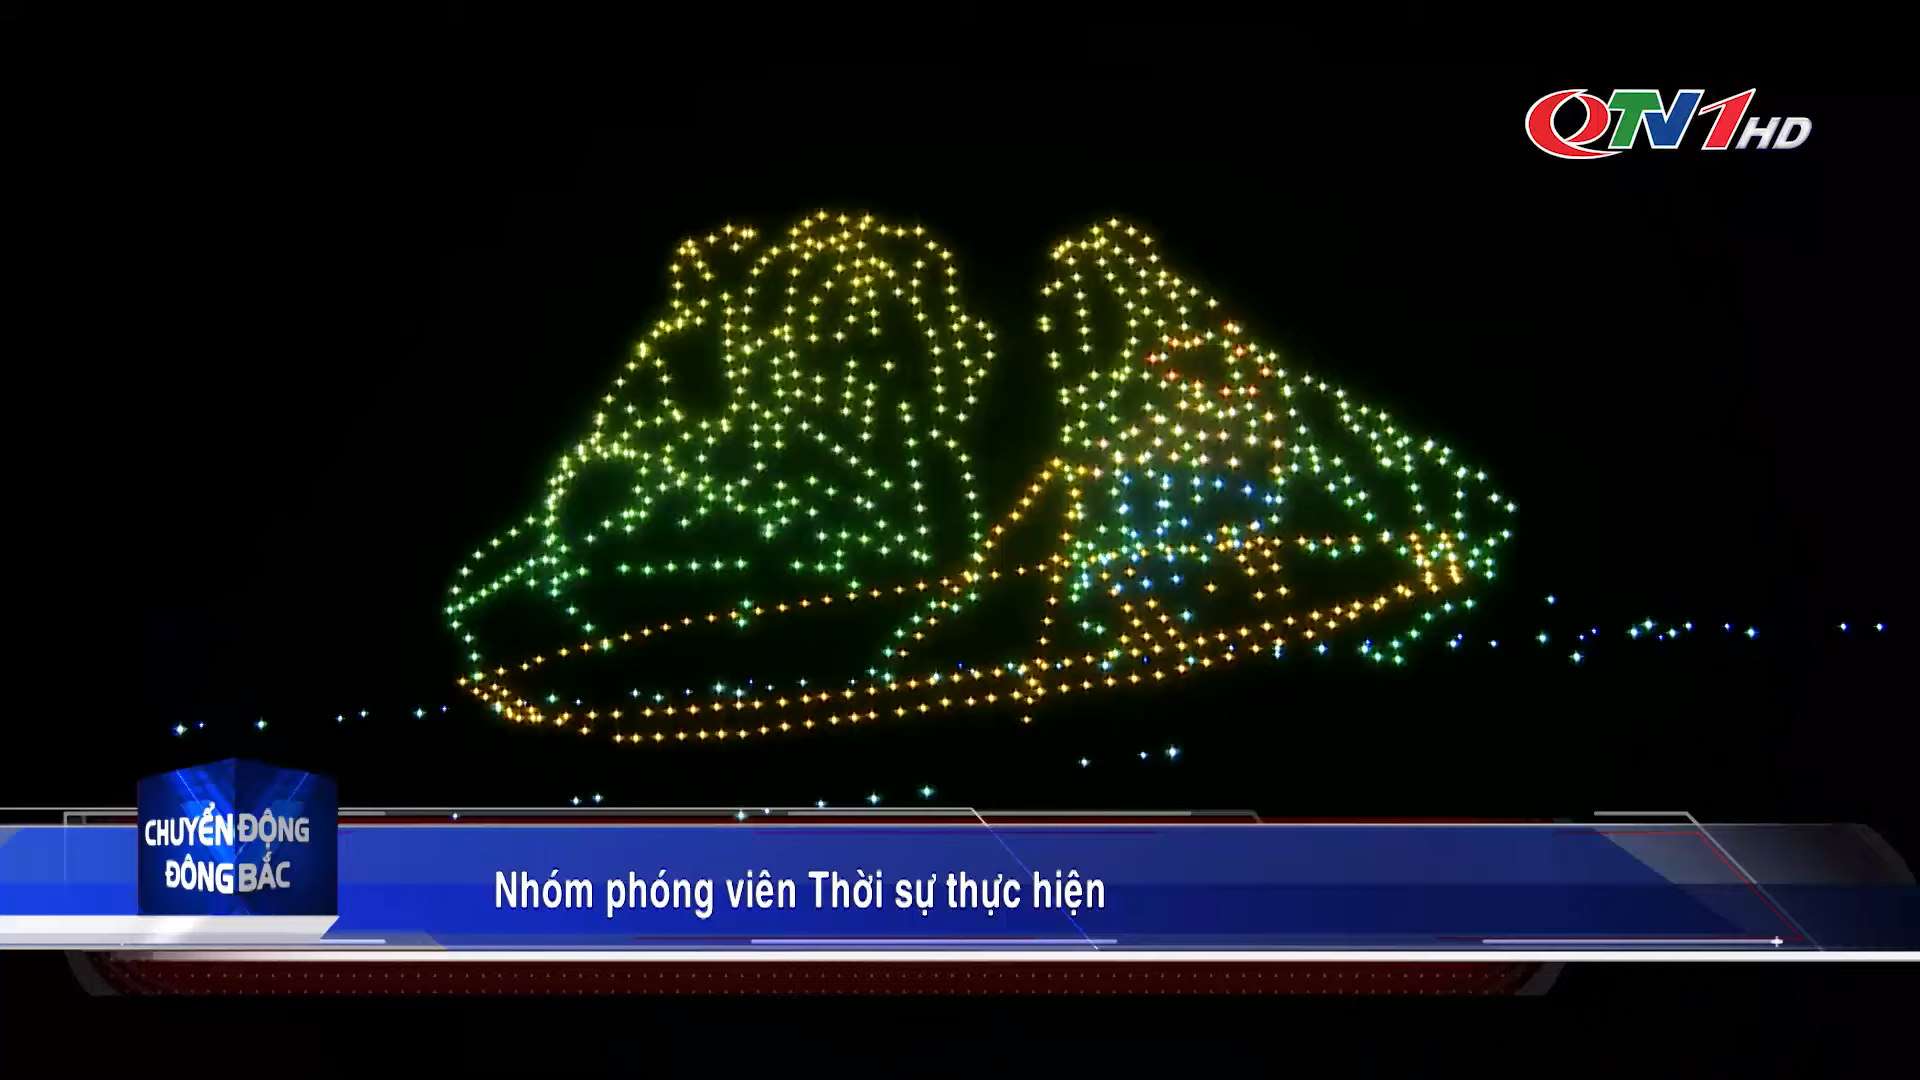 QTV1HD
CHUYỂN ĐỘNG
ĐÔNG BẮC
Nhóm phóng viên Thời sự thực hiện